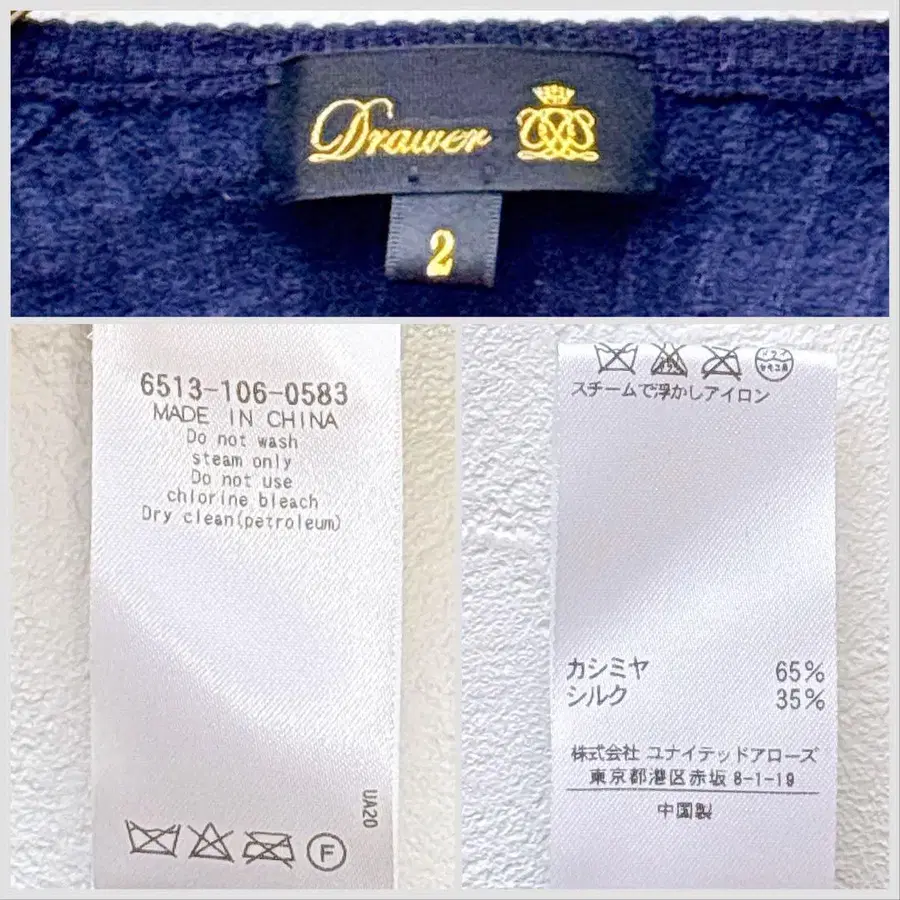 Drawer
2
6513-106-0583
MADE IN CHINA
Do not wash
steam only
Do not use
chlorine bleach
Dry clean(petroleum)
UA20
F
スチームで浮かしアイロン
カシミヤ 65%
シルク 35%
株式会社 ユナイテッドアローズ
東京都港区赤坂8-1-19
中国製